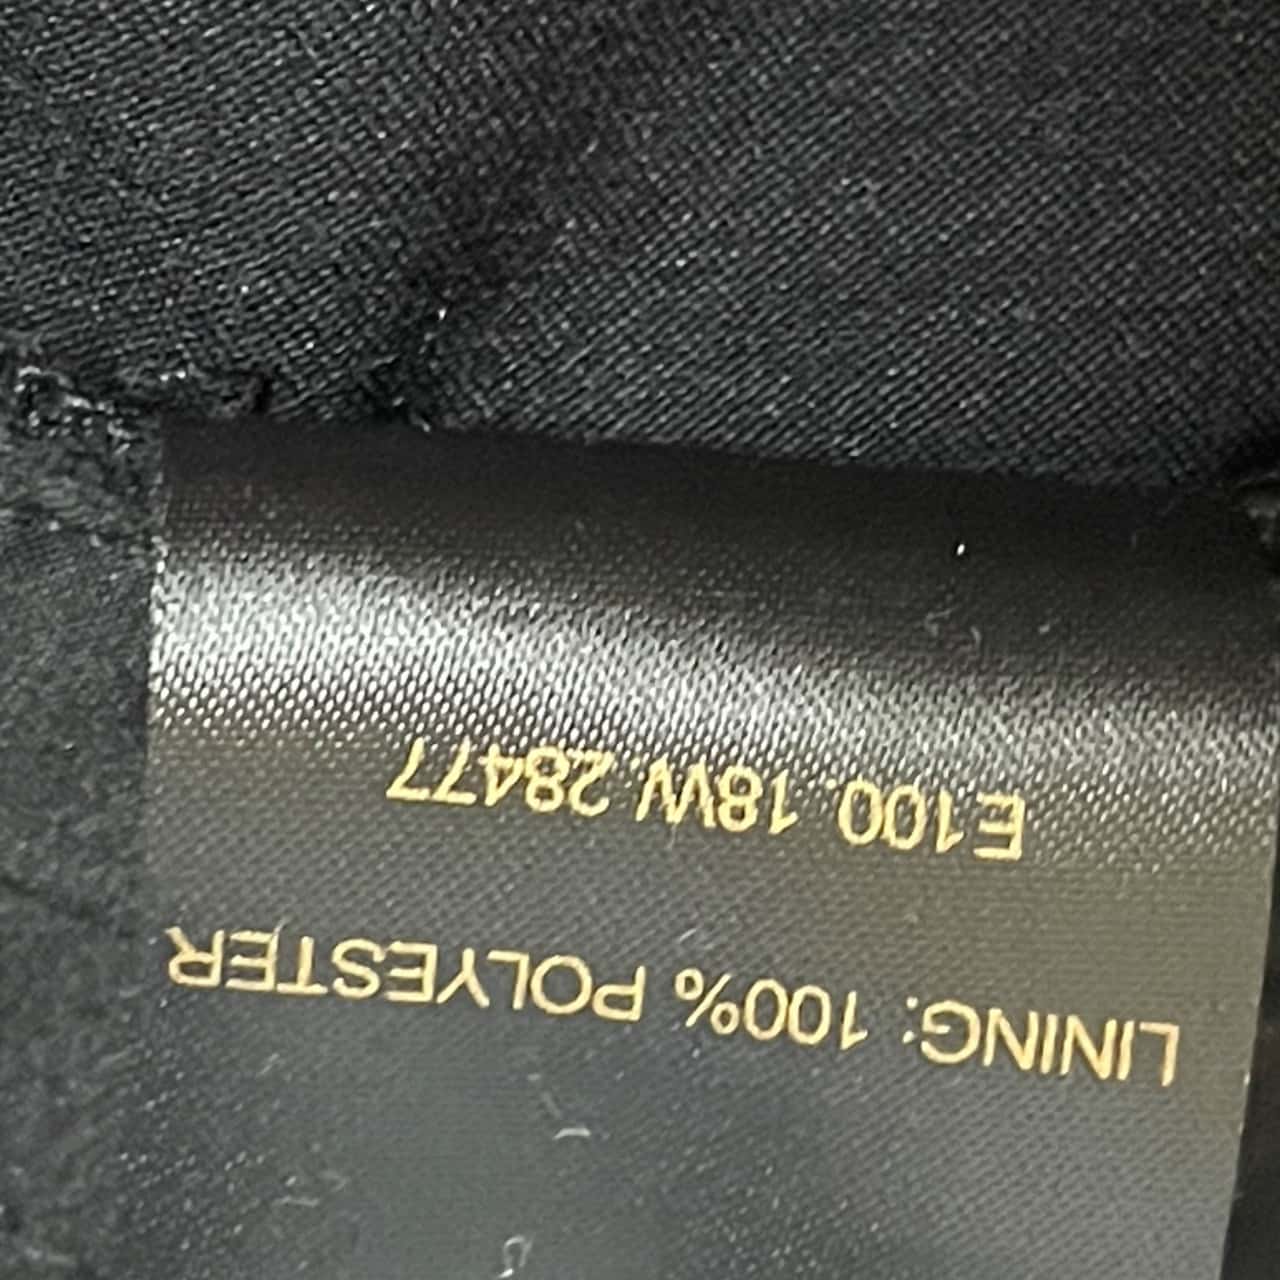 LINING: 100% POLYESTER
E100. 18W. 28477